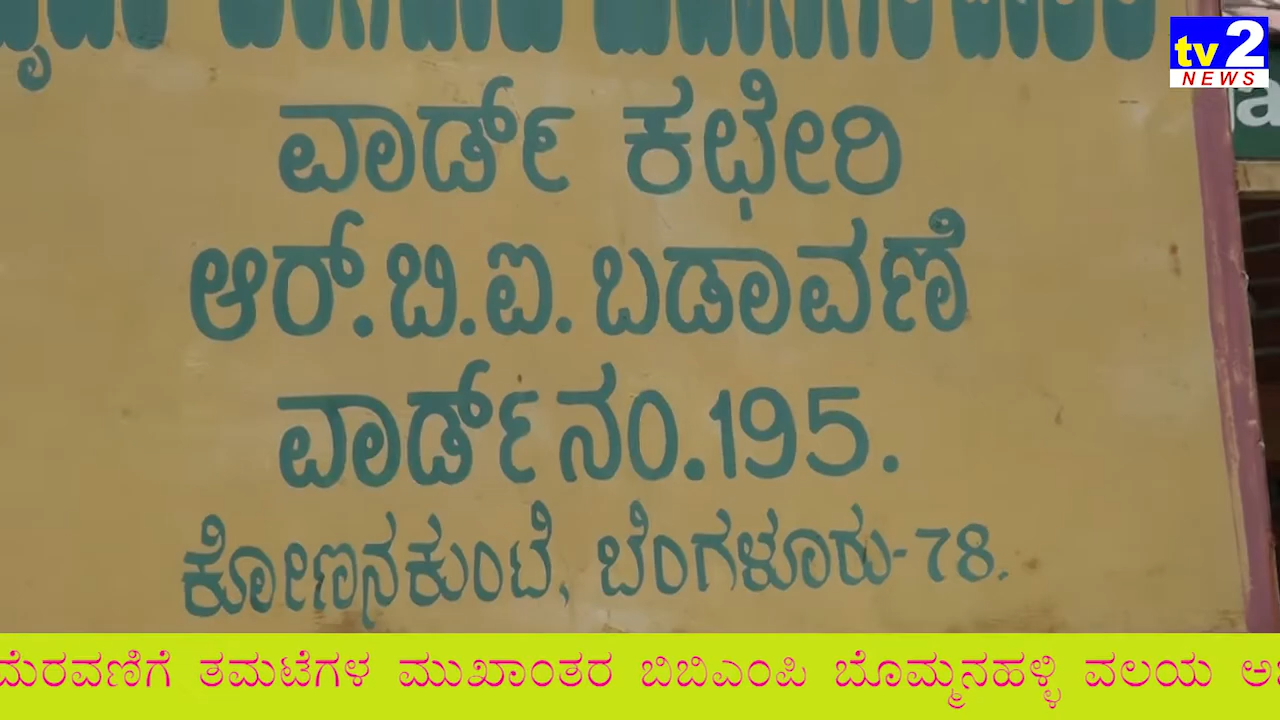 tv2
NEWS
ವಾರ್ಡ್ ಕಛೇರಿ
ಆರ್.ಬಿ.ಐ. ಬಡಾವಣೆ
ವಾರ್ಡ್ ನಂ.195.
ಕೋಣನಕುಂಟೆ, ಬೆಂಗಳೂರು-78.
ಮೆರವಣಿಗೆ ತಮಟೆಗಳ ಮುಖಾಂತರ ಬಿಬಿಎಂಪಿ ಬೊಮ್ಮನಹಳ್ಳಿ ವಲಯ